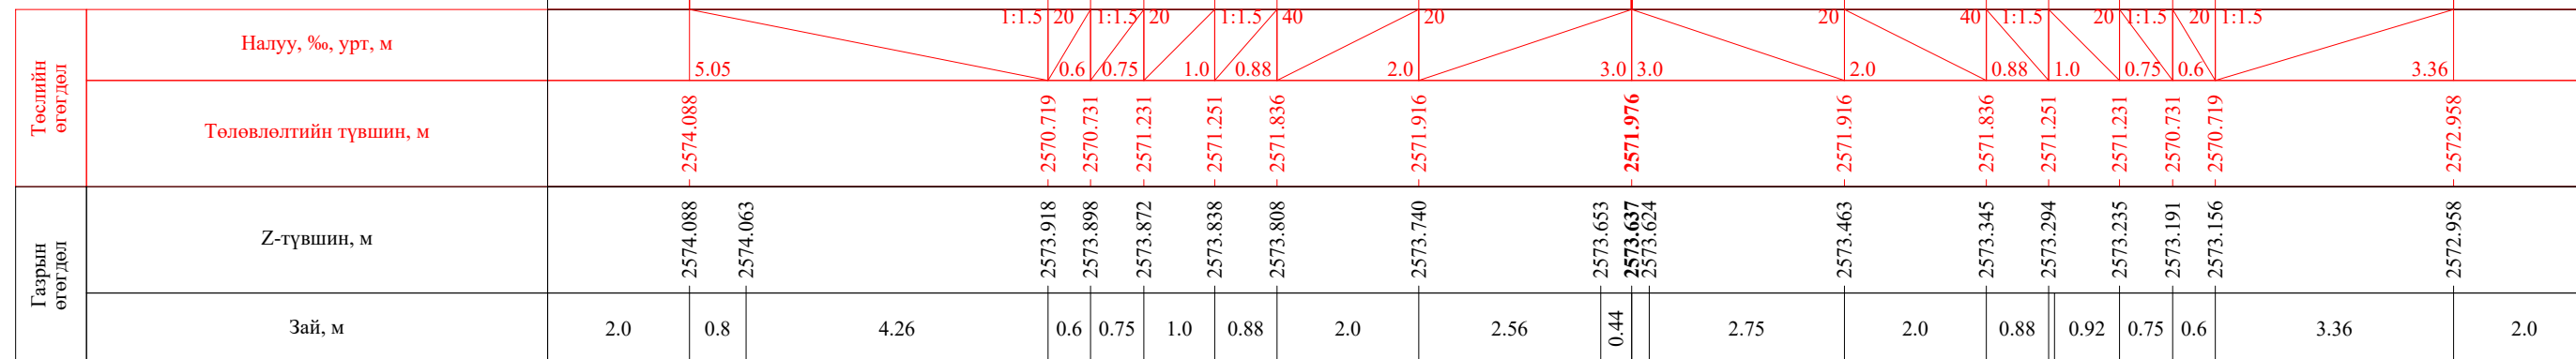 Төслийн
өгөгдөл
Налуу, ‰, урт, м
1:1.5 20 1:1.5 20 1:1.5 40 20 20 40 1:1.5 20 1:1.5 20 1:1.5
5.05 0.6 0.75 1.0 0.88 2.0 3.0 3.0 2.0 0.88 1.0 0.75 0.6 3.36
Төлөвлөлтийн түвшин, м
2574.088 2570.719 2570.731 2571.231 2571.251 2571.836 2571.916 2571.976 2571.916 2571.836 2571.251 2571.231 2570.731 2570.719 2572.958
Газрын
өгөгдөл
Z-түвшин, м
2574.088 2574.063 2573.918 2573.898 2573.872 2573.838 2573.808 2573.740 2573.653 2573.637 2573.624 2573.463 2573.345 2573.294 2573.235 2573.191 2573.156 2572.958
Зай, м
2.0 0.8 4.26 0.6 0.75 1.0 0.88 2.0 2.56 0.44 2.75 2.0 0.88 0.92 0.75 0.6 3.36 2.0